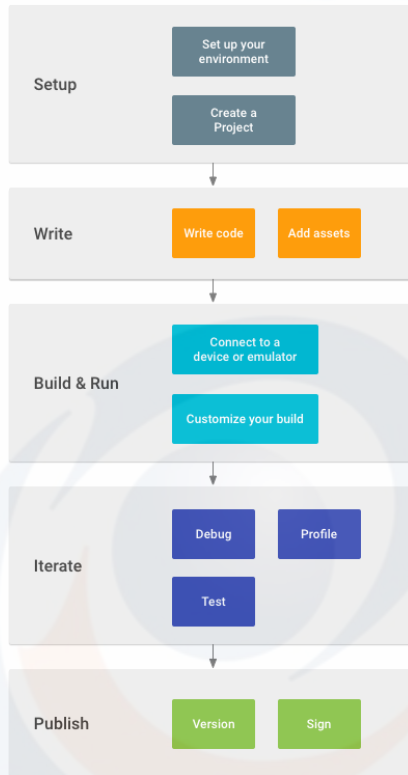 Setup
Set up your
environment
Create a
Project
Write
Write code
Add assets
Build & Run
Connect to a
device or emulator
Customize your build
Iterate
Debug
Profile
Test
Publish
Version
Sign